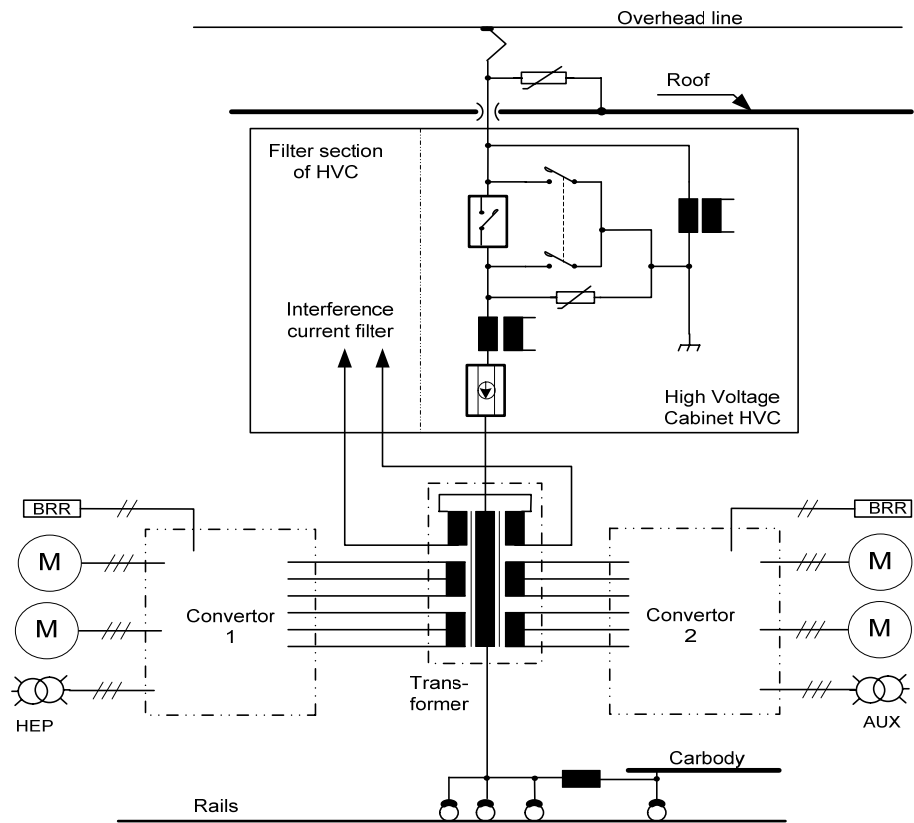 Overhead line
Roof
Filter section
of HVC
Interference
current filter
High Voltage
Cabinet HVC
BRR
BRR
M
M
Convertor
1
Convertor
2
M
M
Trans-
former
HEP
AUX
Carbody
Rails